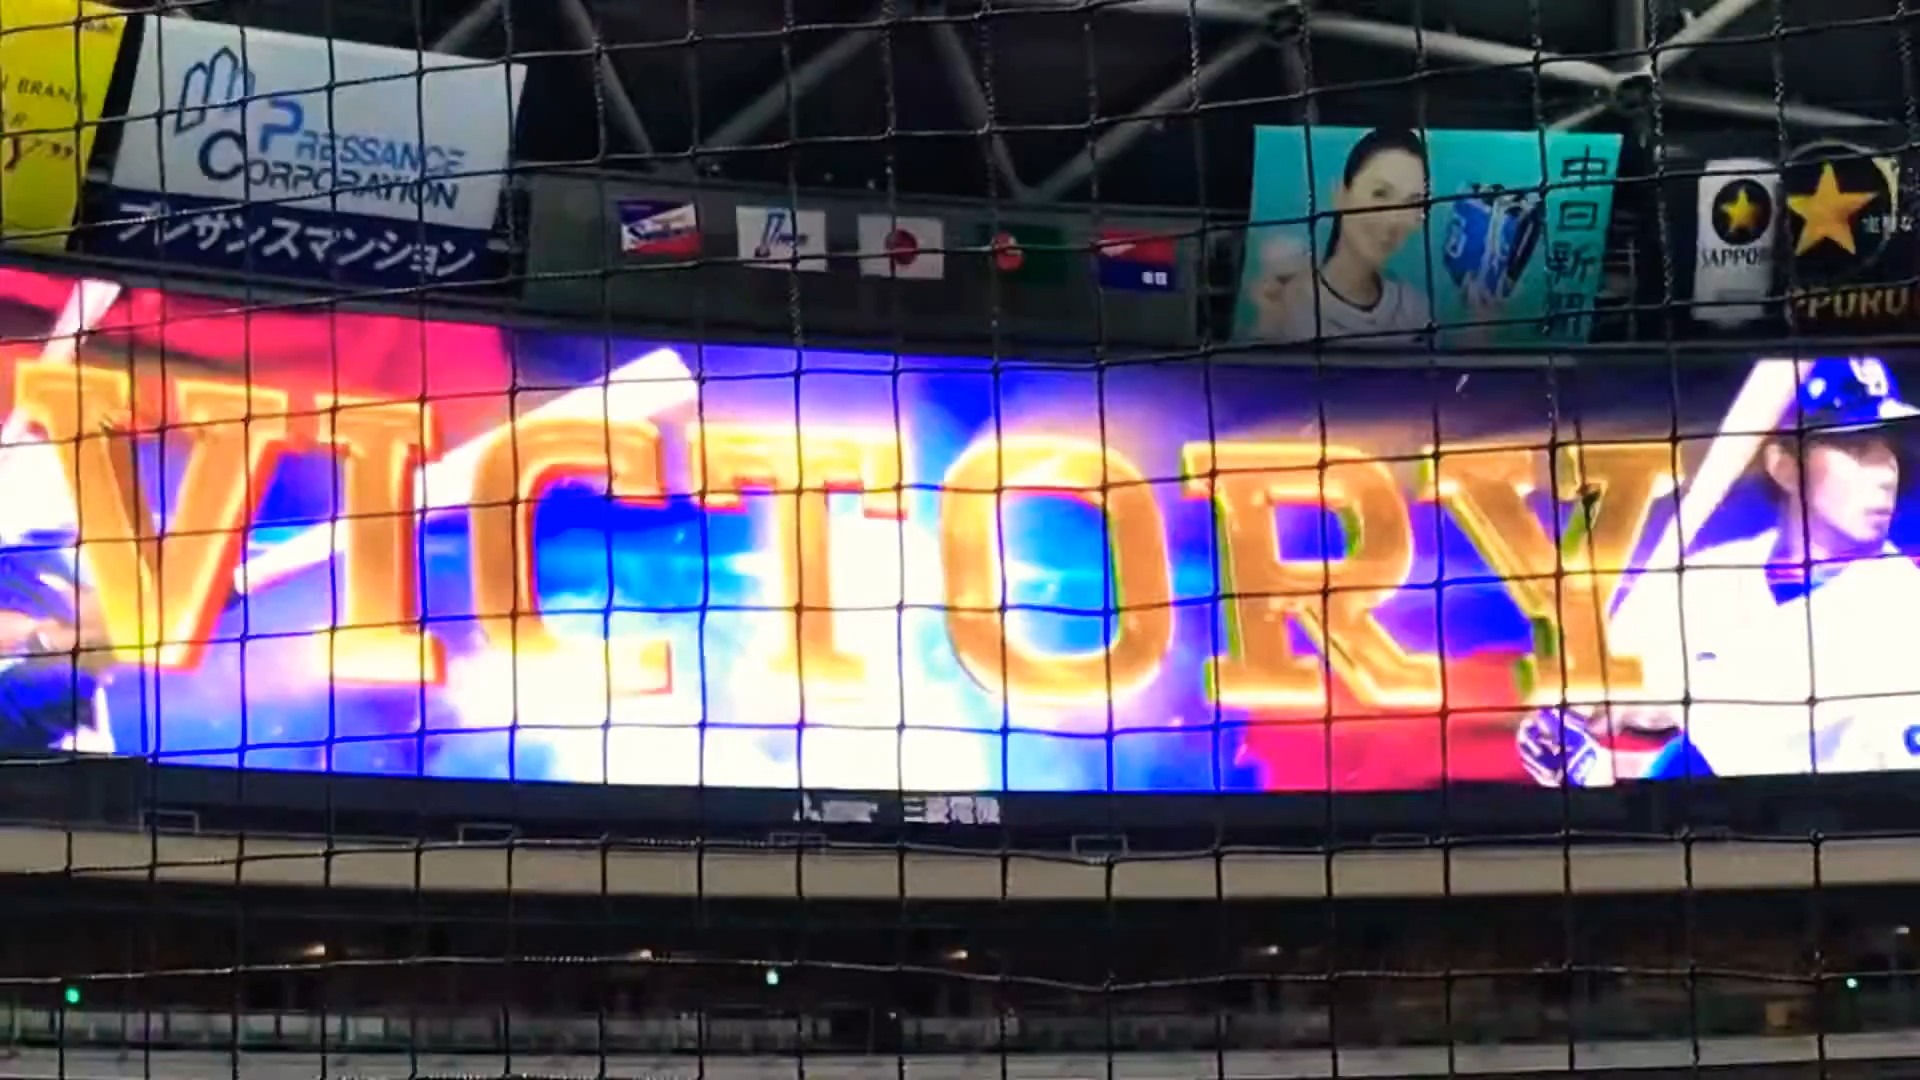 N BRAND
PRESSANCE
CORPORATION
プレサンスマンション
中日新聞
SAPPORO
VICTORY
三菱電機